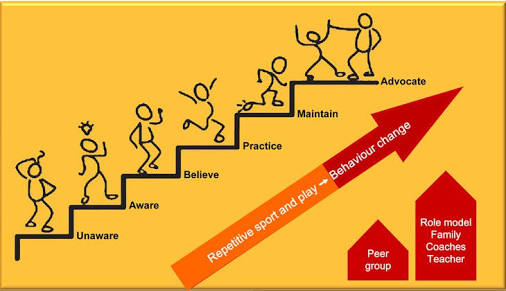 Advocate
Maintain
Practice
Believe
Aware
Unaware
Repetitive sport and play → Behaviour change
Peer
group
Role model
Family
Coaches
Teacher